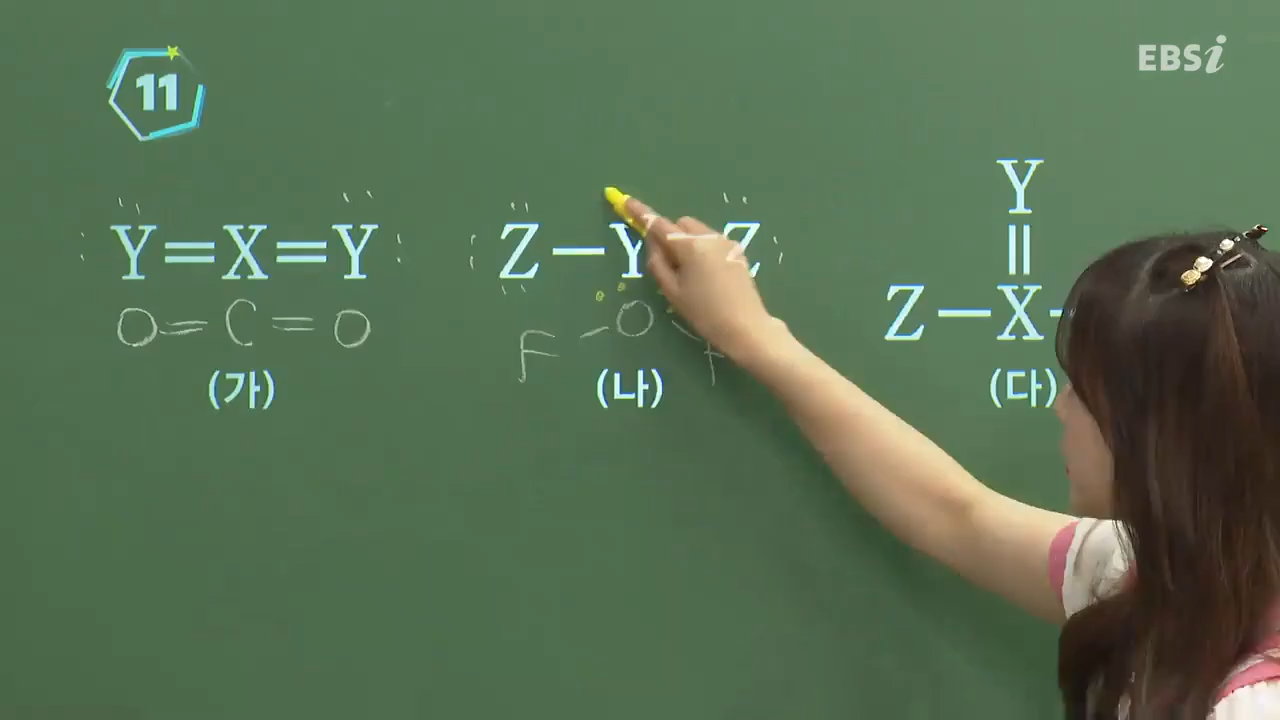 11
EBSi
Y=X=Y
O=C=O
(가)
Z－Y－Z
F－O－F
(나)
Y
||
Z－X－
(다)